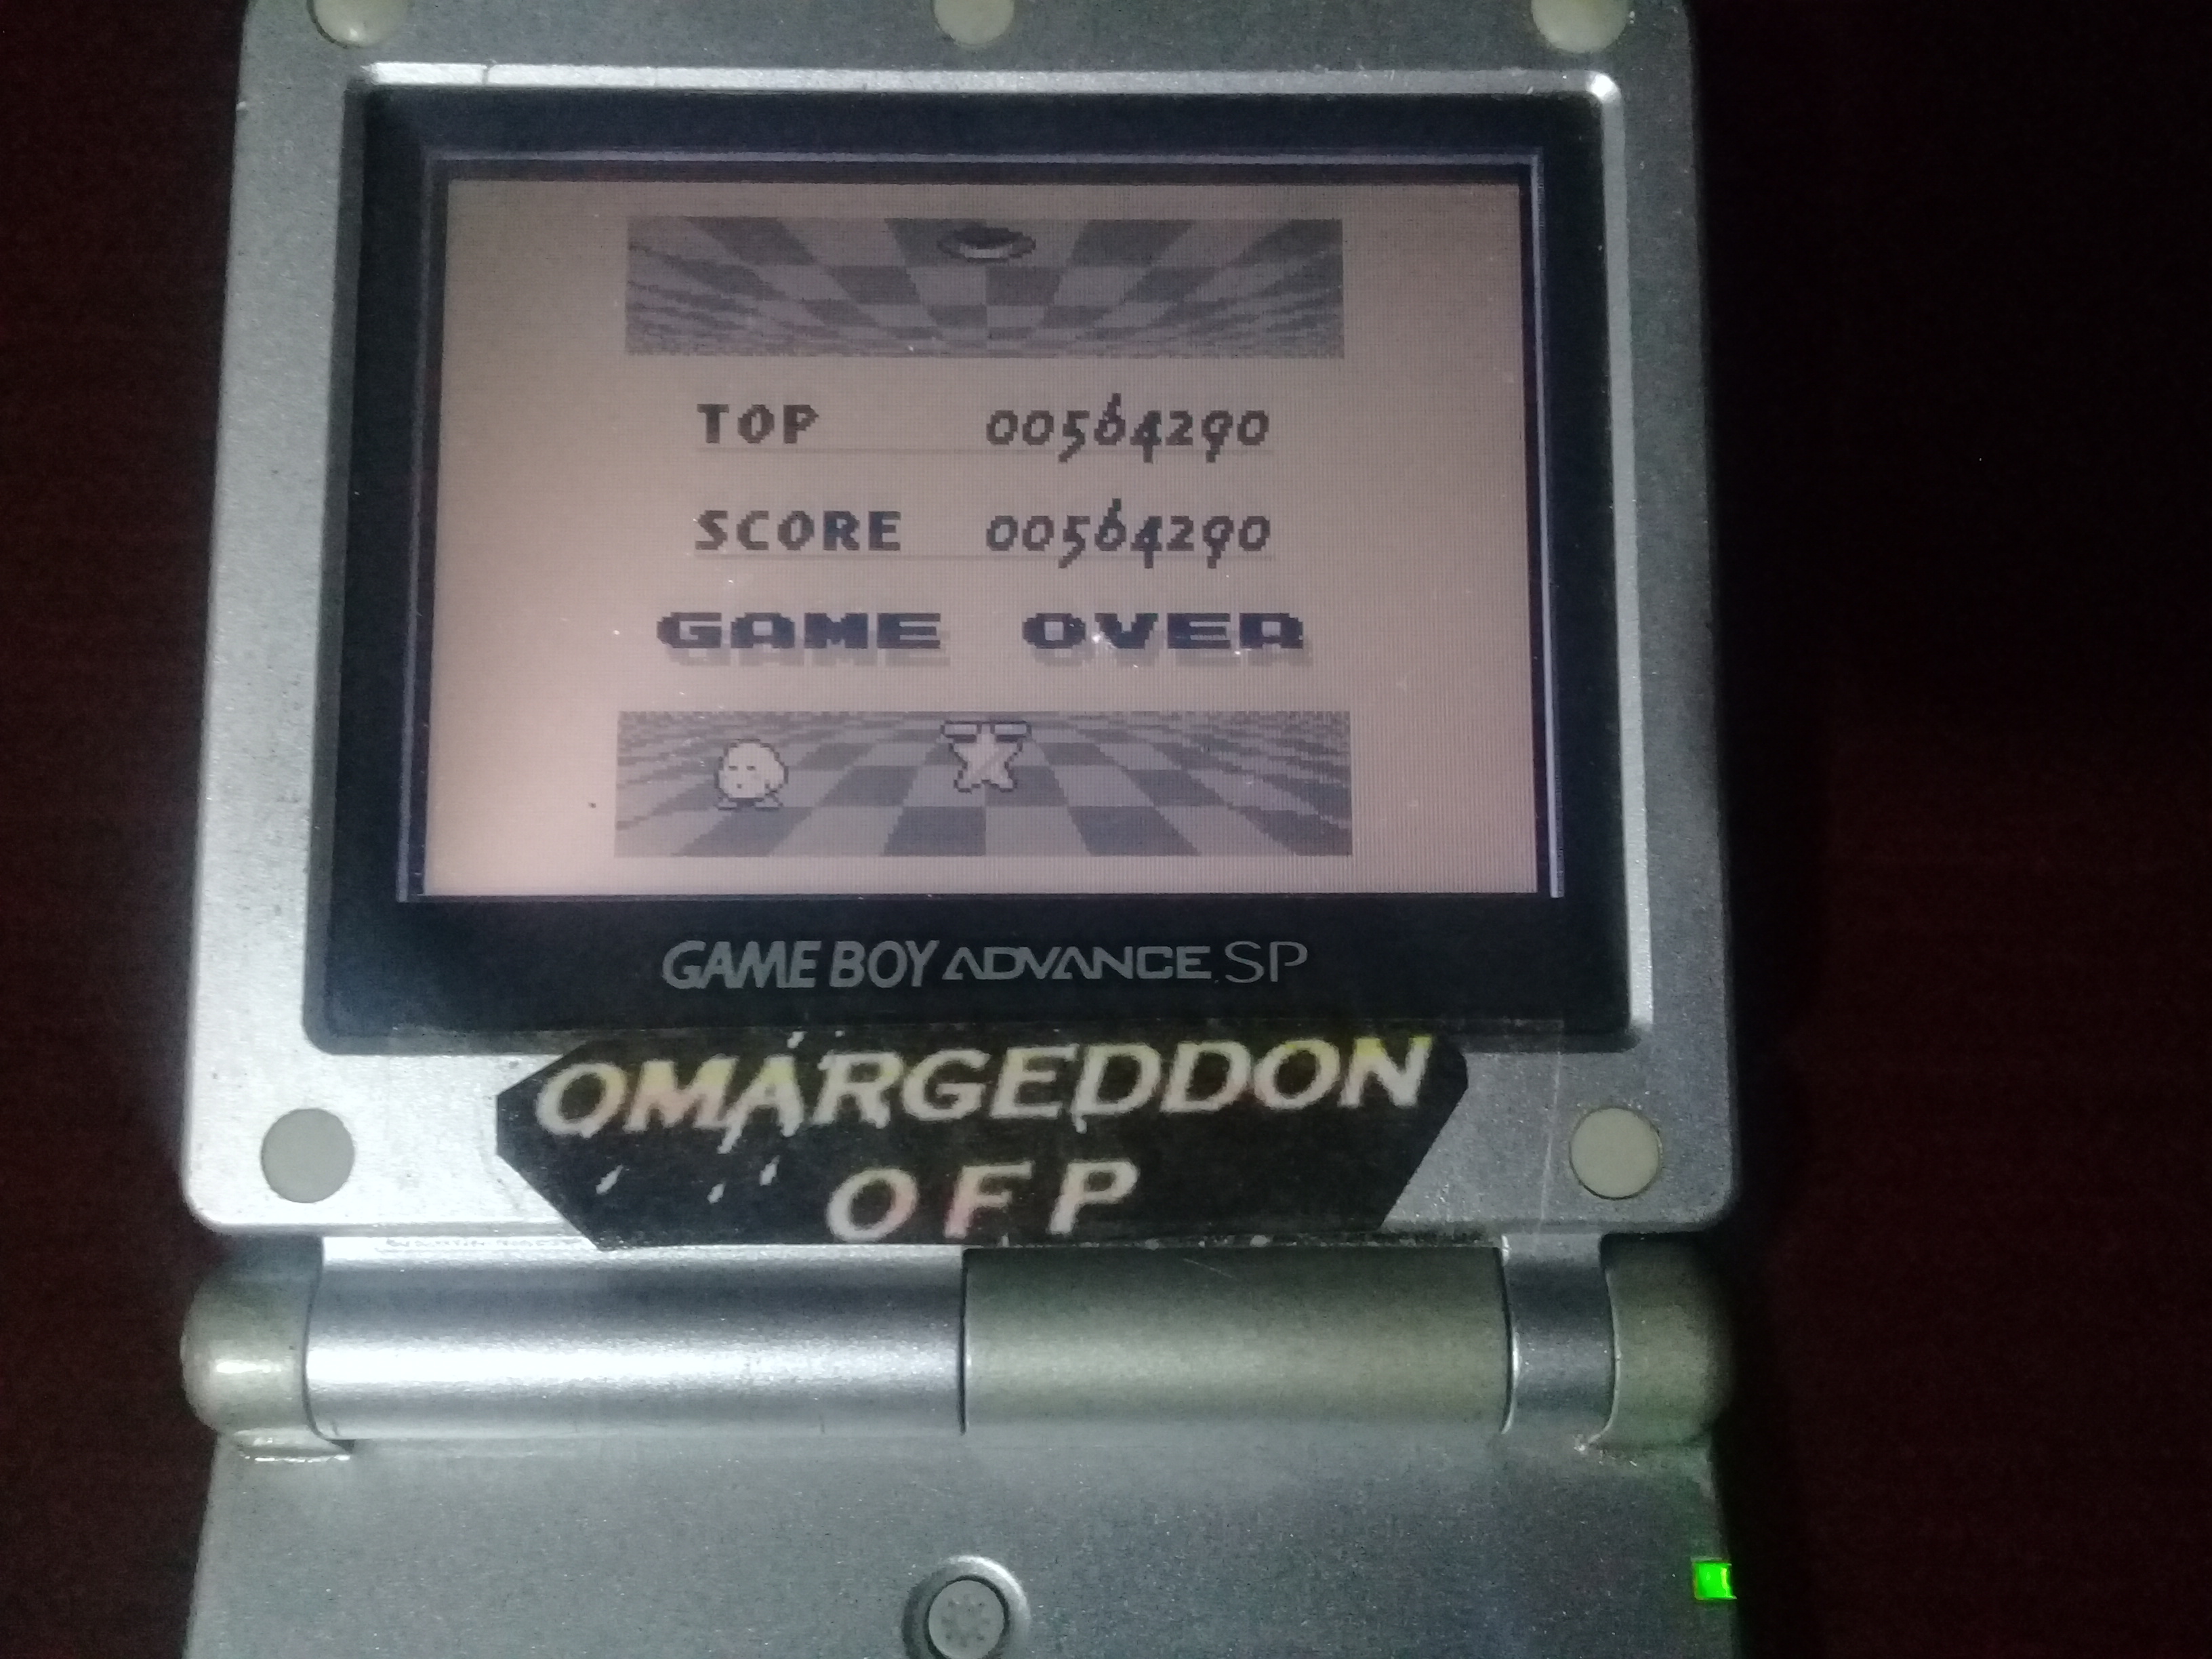 TOP 00564290
SCORE 00564290
GAME OVER
GAME BOY ADVANCE SP
OMARGEDDON
OFP